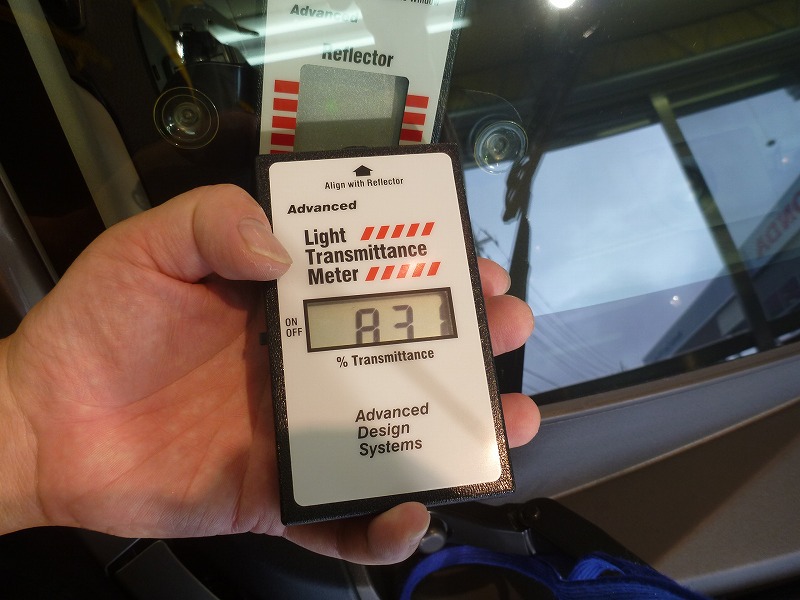 Advanced
Reflector
Align with Reflector
Advanced
Light
Transmittance
Meter
ON
OFF
% Transmittance
Advanced
Design
Systems